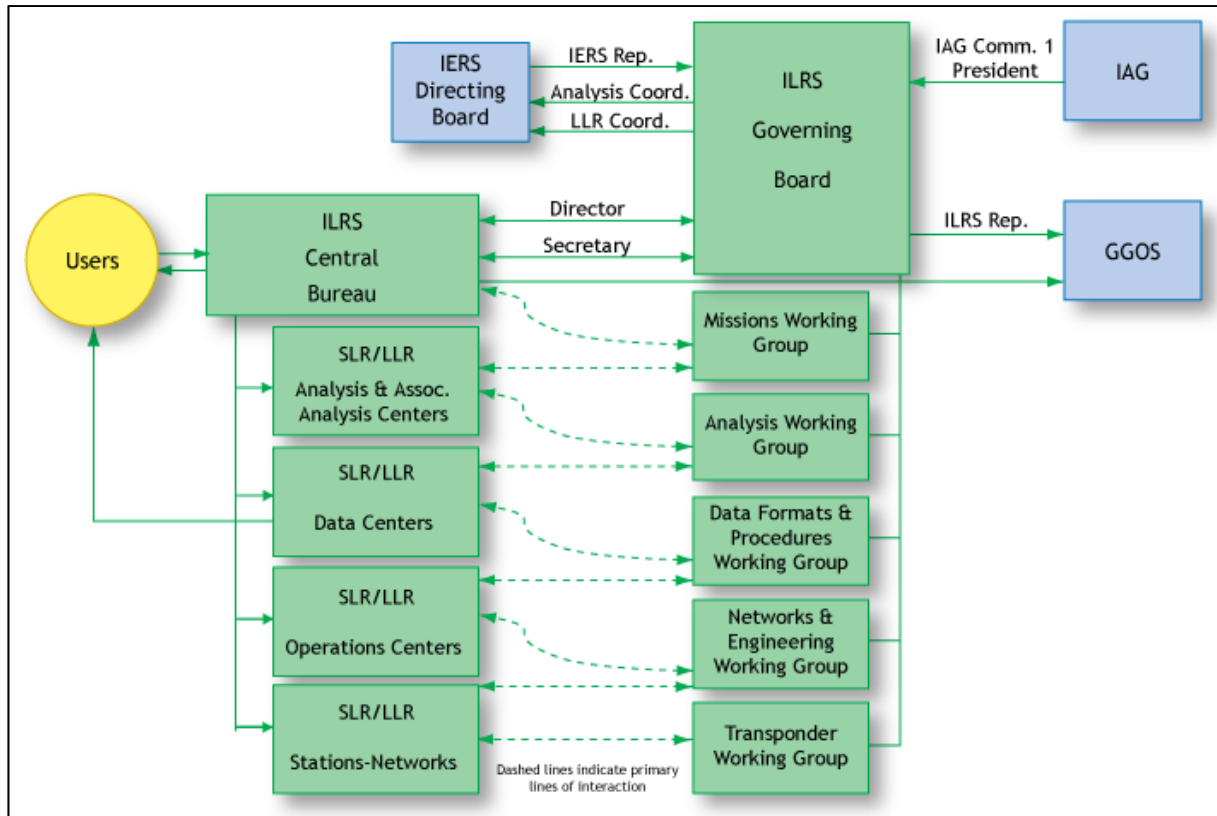 IERS
Directing
Board
IERS Rep.
Analysis Coord.
LLR Coord.
ILRS
Governing
Board
IAG Comm. 1
President
IAG
Users
ILRS
Central
Bureau
Director
Secretary
ILRS Rep.
GGOS
SLR/LLR
Analysis & Assoc.
Analysis Centers
Missions Working
Group
SLR/LLR
Data Centers
Analysis Working
Group
SLR/LLR
Operations Centers
Data Formats &
Procedures
Working Group
SLR/LLR
Stations-Networks
Networks &
Engineering
Working Group
Transponder
Working Group
Dashed lines indicate primary
lines of interaction